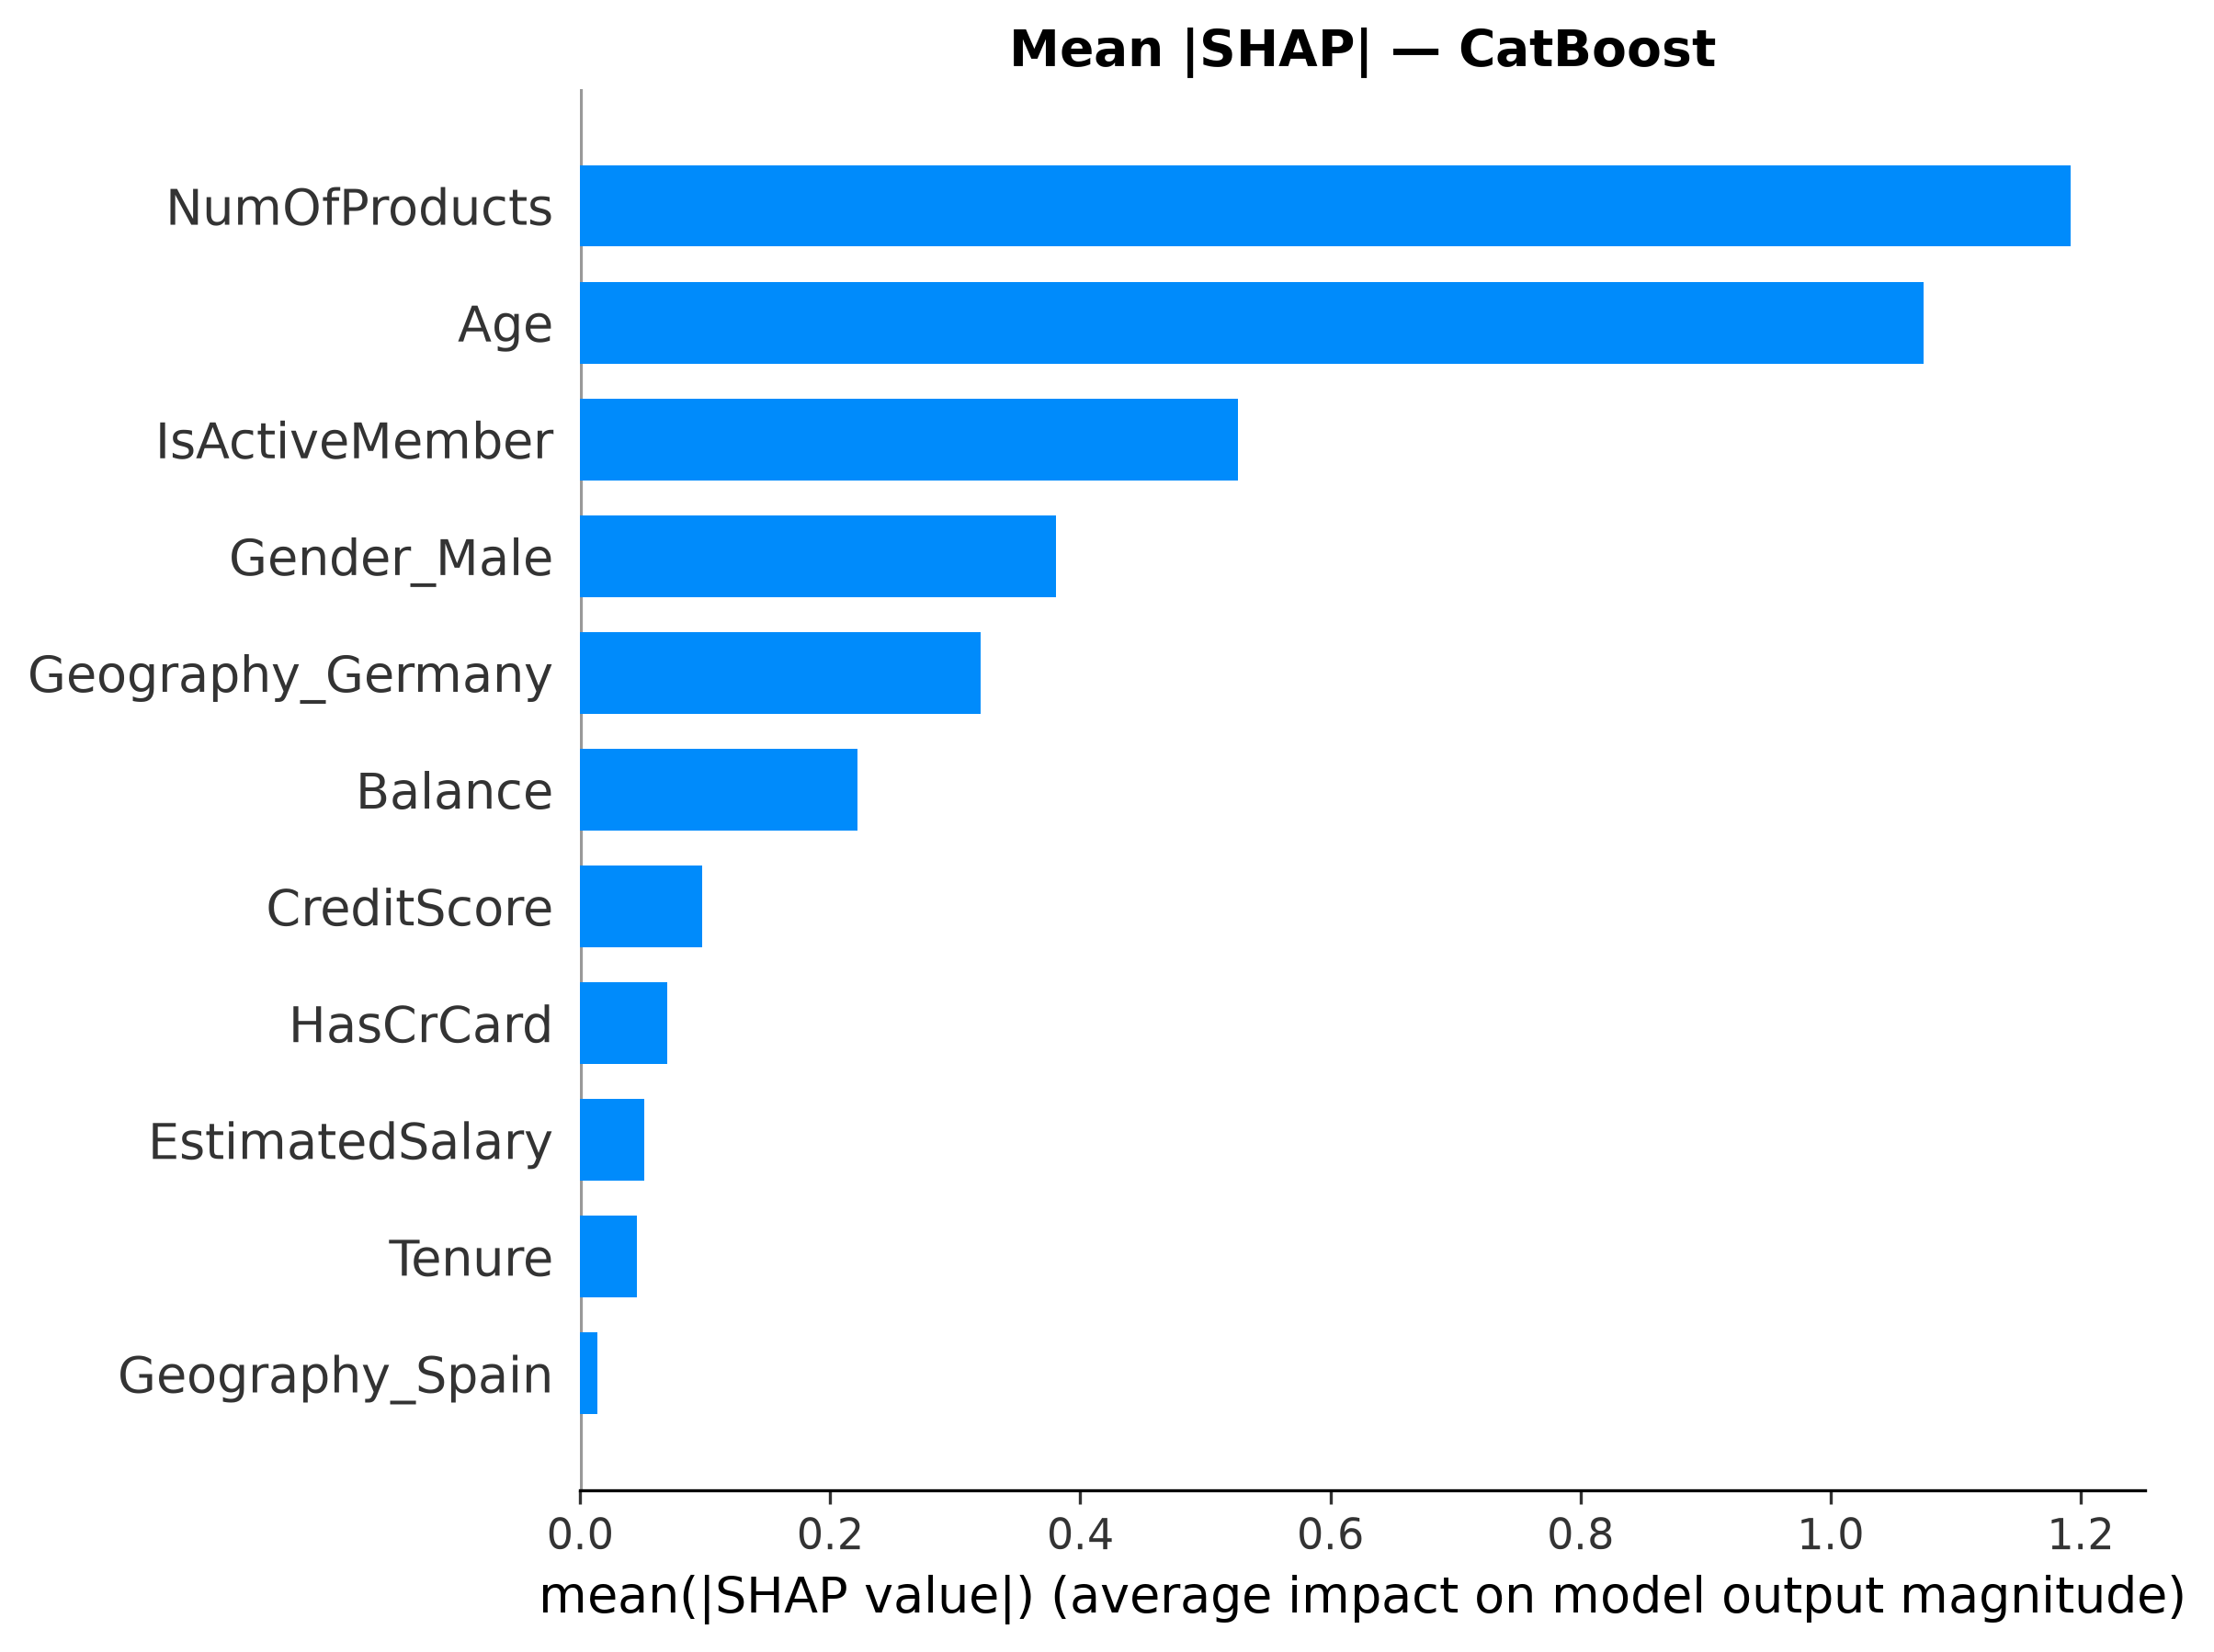 Mean |SHAP| — CatBoost
NumOfProducts
Age
IsActiveMember
Gender_Male
Geography_Germany
Balance
CreditScore
HasCrCard
EstimatedSalary
Tenure
Geography_Spain
0.0 0.2 0.4 0.6 0.8 1.0 1.2
mean(|SHAP value|) (average impact on model output magnitude)